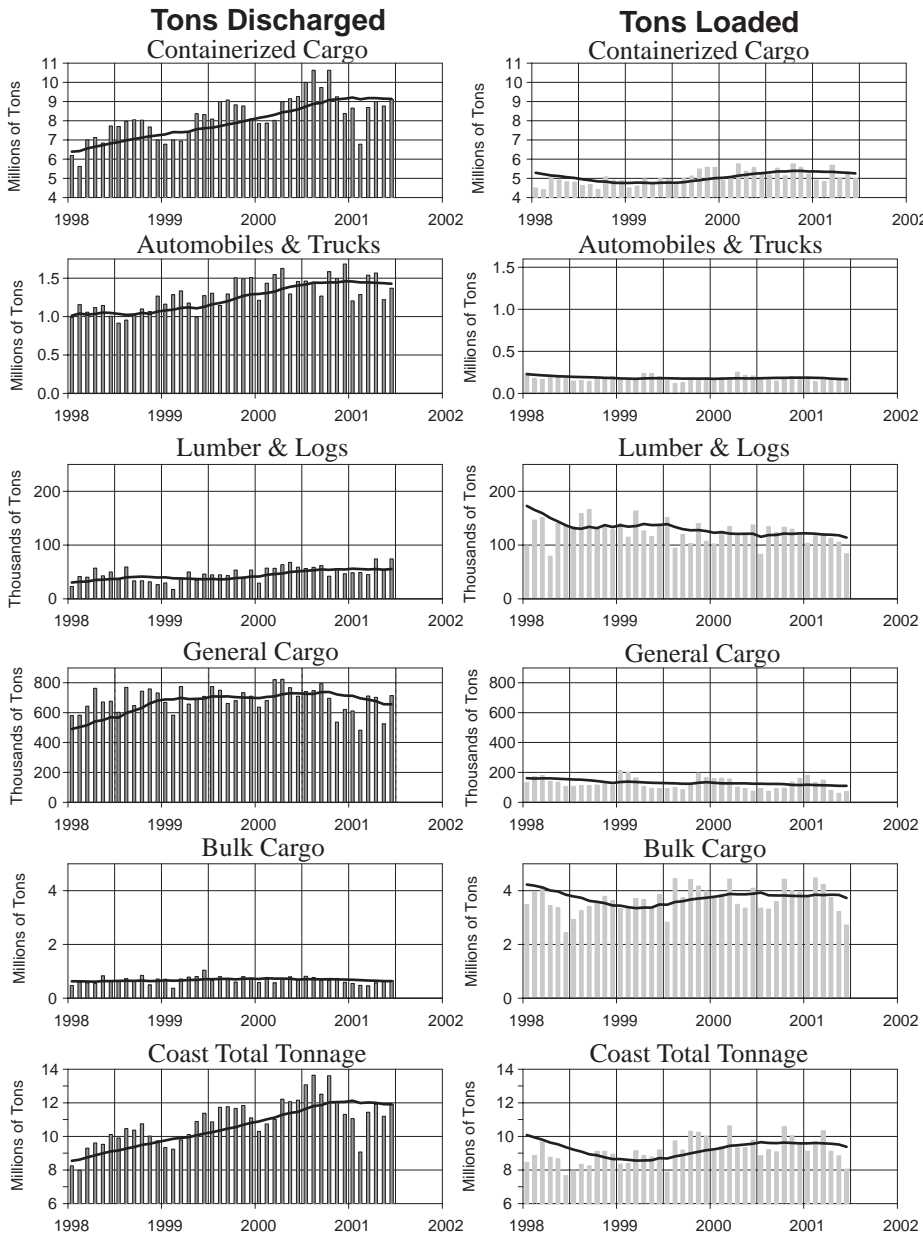 Tons Discharged
Containerized Cargo
Millions of Tons
11
10
9
8
7
6
5
4
1998 1999 2000 2001 2002
Automobiles & Trucks
Millions of Tons
1.5
1.0
0.5
0.0
1998 1999 2000 2001 2002
Lumber & Logs
Thousands of Tons
200
100
0
1998 1999 2000 2001 2002
General Cargo
Thousands of Tons
800
600
400
200
0
1998 1999 2000 2001 2002
Bulk Cargo
Millions of Tons
4
2
0
1998 1999 2000 2001 2002
Coast Total Tonnage
Millions of Tons
14
12
10
8
6
1998 1999 2000 2001 2002
Tons Loaded
Containerized Cargo
Millions of Tons
11
10
9
8
7
6
5
4
1998 1999 2000 2001 202
Automobiles & Trucks
Millions of Tons
1.5
1.0
0.5
0.0
1998 1999 2000 2001 2002
Lumber & Logs
Thousands of Tons
200
100
0
1998 1999 2000 2001 2002
General Cargo
Thousands of Tons
800
600
400
200
0
1998 1999 2000 2001 2002
Bulk Cargo
Millions of Tons
4
2
0
1998 1999 2000 2001 2002
Coast Total Tonnage
Millions of Tons
14
12
10
8
6
1998 1999 2000 2001 2002